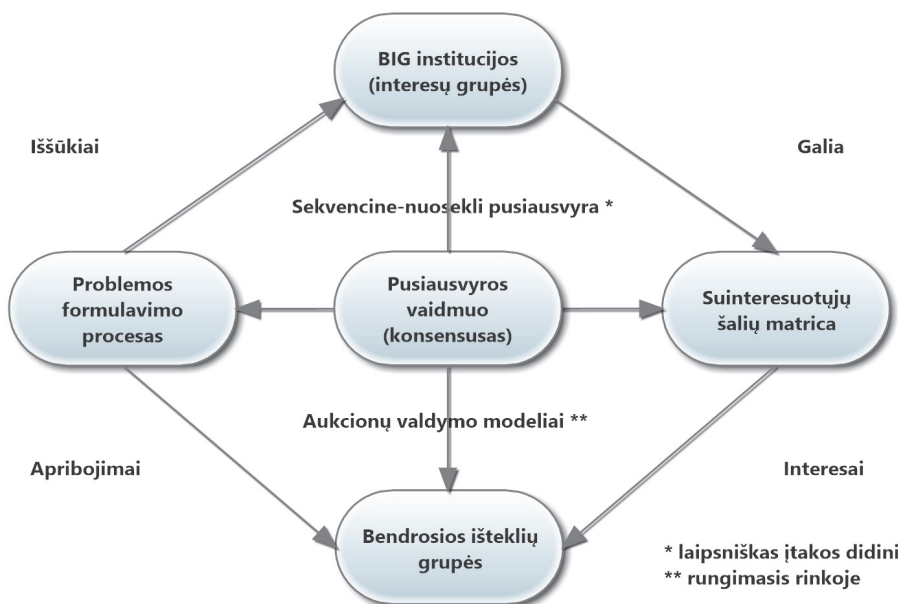 BIG institucijos
(interesų grupės)
Iššūkiai
Galia
Sekvencine-nuosekli pusiausvyra *
Problemos
formulavimo
procesas
Pusiausvyros
vaidmuo
(konsensusas)
Suinteresuotųjų
šalių matrica
Aukcionų valdymo modeliai **
Apribojimai
Interesai
Bendrosios išteklių
grupės
* laipsniškas įtakos didini
** rungimasis rinkoje